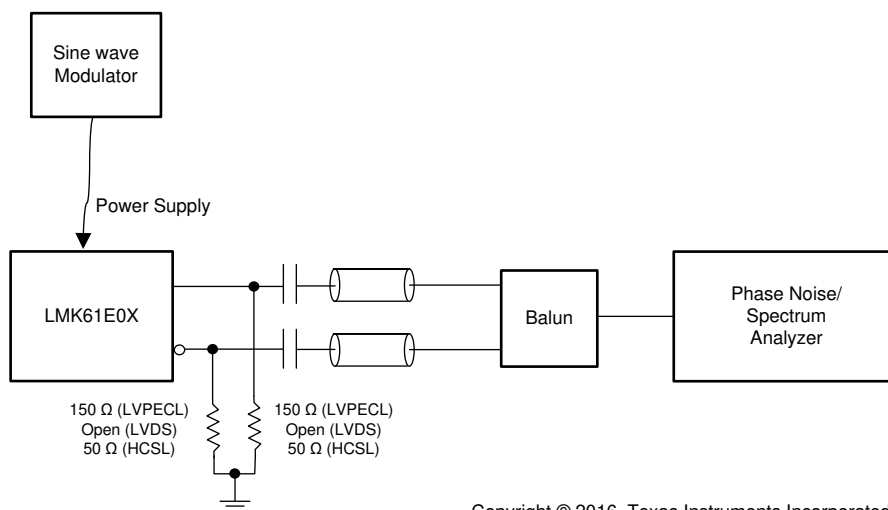 Sine wave
Modulator
Power Supply
LMK61E0X
Balun
Phase Noise/
Spectrum
Analyzer
150 Ω (LVPECL)
Open (LVDS)
50 Ω (HCSL)
150 Ω (LVPECL)
Open (LVDS)
50 Ω (HCSL)
Copyright © 2016, Texas Instruments Incorporated